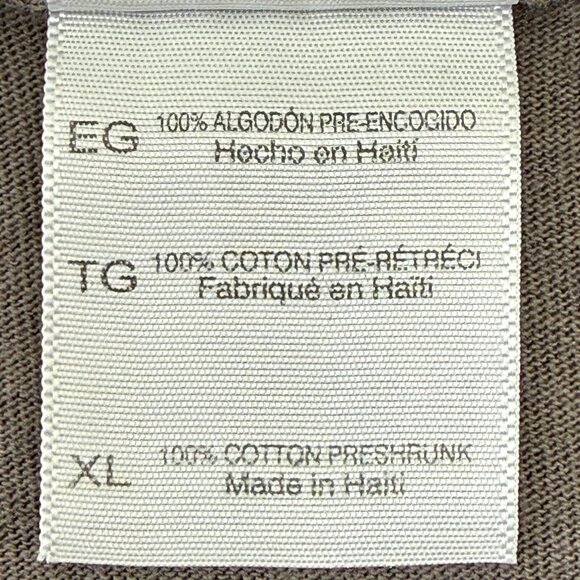 EG 100% ALGODÓN PRE-ENCOGIDO
Hecho en Haití
TG 100% COTON PRÉ-RÉTRÉCI
Fabriqué en Haïti
XL 100% COTTON PRESHRUNK
Made in Haiti